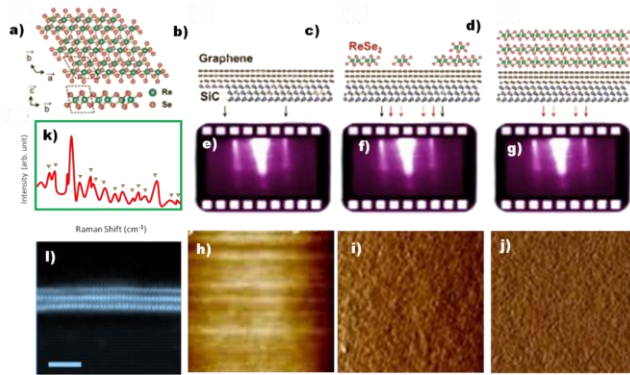 a)
b)
c)
d)
b
a
c
b
Re
Se
Graphene
SiC
ReSe2
k)
e)
f)
g)
Intensity (arb. unit)
Raman Shift (cm-1)
l)
h)
i)
j)